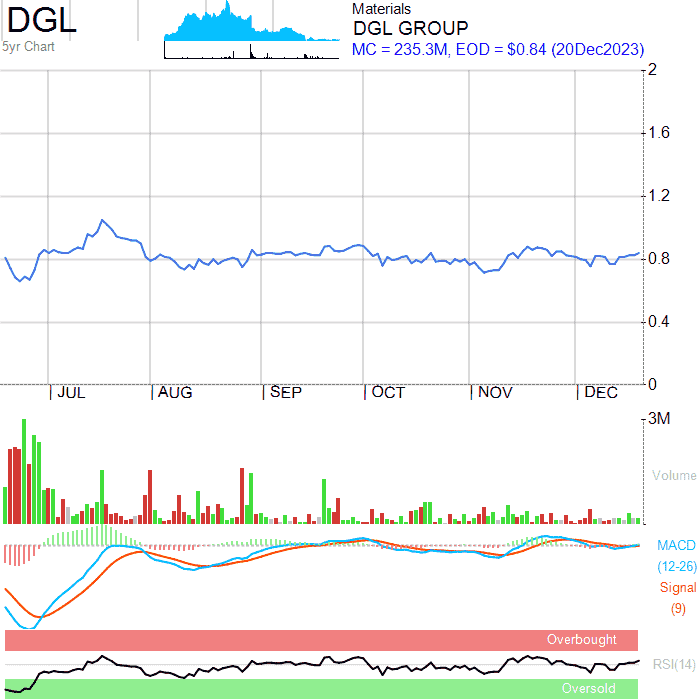 DGL
5yr Chart
Materials
DGL GROUP
MC = 235.3M, EOD = $0.84 (20Dec2023)
2
1.6
1.2
0.8
0.4
0
JUL AUG SEP OCT NOV DEC
3M
Volume
MACD
(12-26)
Signal
(9)
Overbought
RSI(14)
Oversold